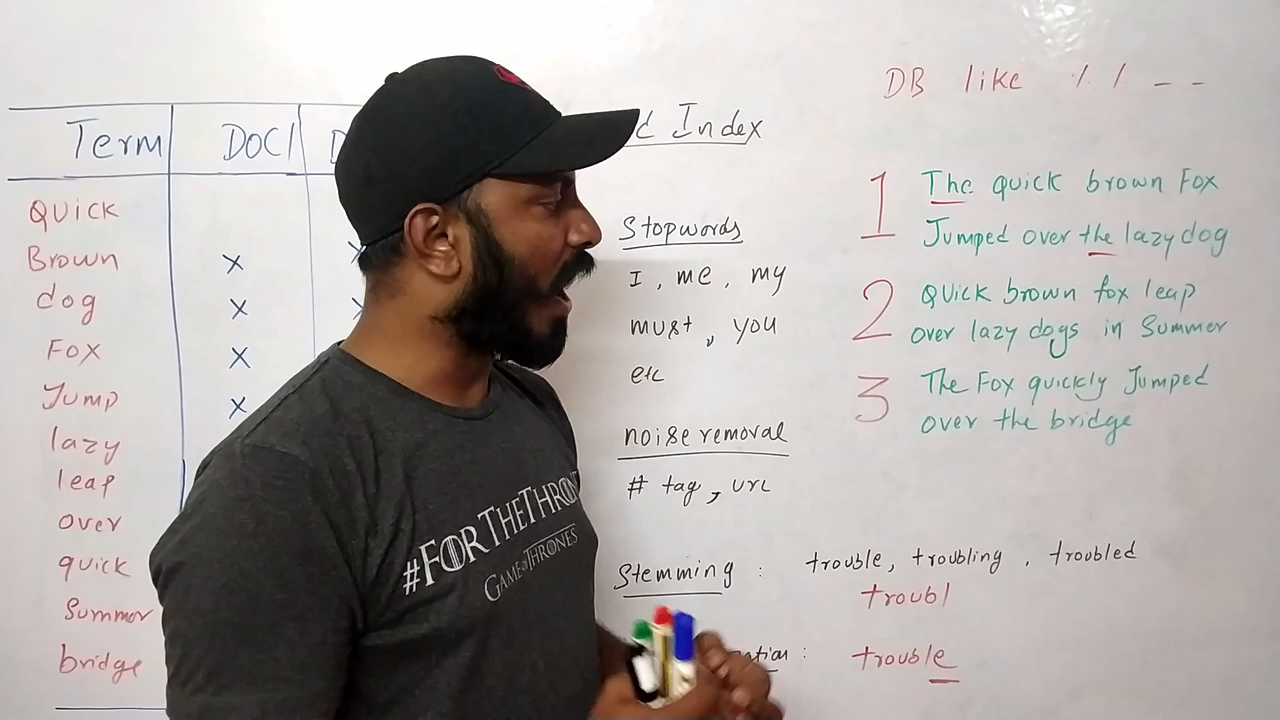 DB like % % _ _
Term DOC1 D
d Index
Quick
Brown X X
dog X X
Fox X
Jump X
lazy
leap
over
quick
Summer
bridge
Stopwords
I, me, my
must, you
etc
noise removal
# tag, URL
Stemming : trouble, troubling, troubled
troubl
ation : trouble
1 The quick brown Fox
Jumped over the lazy dog
2 Quick brown fox leap
over lazy dogs in Summer
3 The Fox quickly Jumped
over the bridge
#FORTHETHRON
GAME OF THRONES